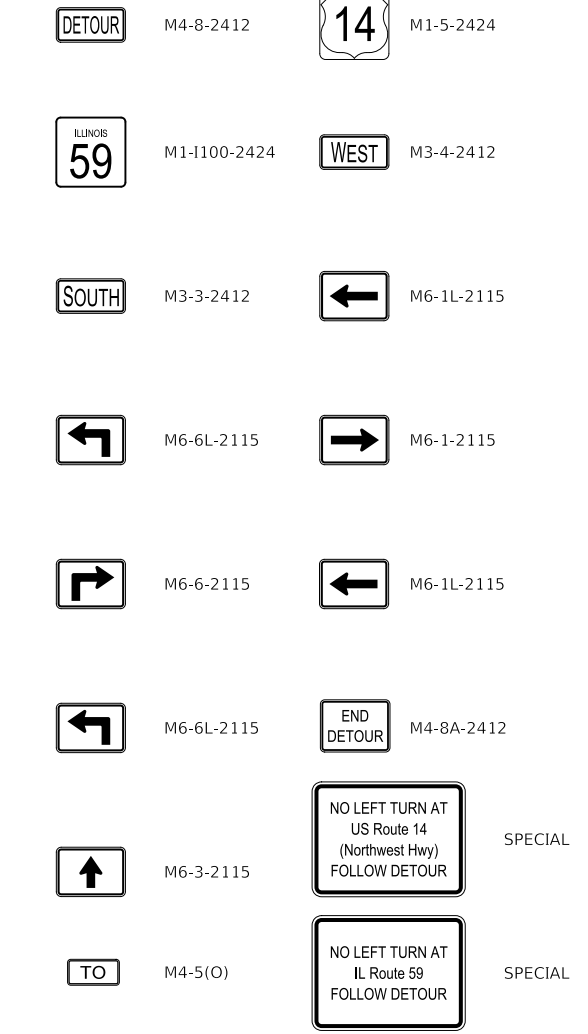 DETOUR
M4-8-2412
14
M1-5-2424
ILLINOIS
59
M1-I100-2424
WEST
M3-4-2412
SOUTH
M3-3-2412
M6-1L-2115
M6-6L-2115
M6-1-2115
M6-6-2115
M6-1L-2115
M6-6L-2115
END
DETOUR
M4-8A-2412
M6-3-2115
NO LEFT TURN AT
US Route 14
(Northwest Hwy)
FOLLOW DETOUR
SPECIAL
TO
M4-5(O)
NO LEFT TURN AT
IL Route 59
FOLLOW DETOUR
SPECIAL